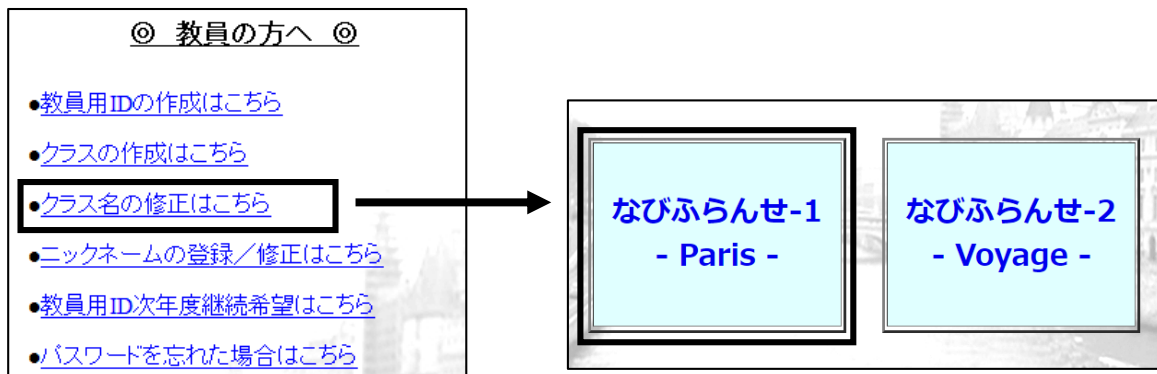 ◎ 教員の方へ ◎
●教員用IDの作成はこちら
●クラスの作成はこちら
●クラス名の修正はこちら
●ニックネームの登録／修正はこちら
●教員用ID次年度継続希望はこちら
●パスワードを忘れた場合はこちら
なびふらんせ-1
- Paris -
なびふらんせ-2
- Voyage -